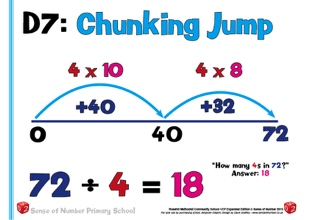 D7: Chunking Jump
4 x 10 4 x 8
+40 +32
0 40 72
"How many 4s in 72?"
Answer: 18
72 ÷ 4 = 18
Sense of Number Primary School